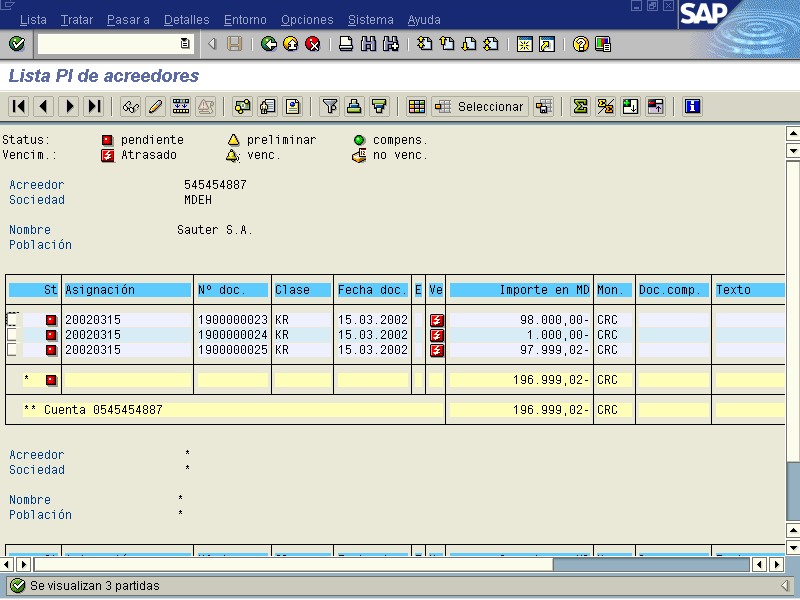 Lista Tratar Pasar a Detalles Entorno Opciones Sistema Ayuda
SAP
Lista PI de acreedores
Seleccionar
Status: pendiente preliminar compens.
Vencim.: Atrasado venc. no venc.
Acreedor 545454887
Sociedad MDEH
Nombre Sauter S.A.
Población
St Asignación Nº doc. Clase Fecha doc. E Ve Importe en MD Mon. Doc.comp. Texto
20020315 1900000023 KR 15.03.2002 98.000,00- CRC
20020315 1900000024 KR 15.03.2002 1.000,00- CRC
20020315 1900000025 KR 15.03.2002 97.999,02- CRC
* 196.999,02- CRC
** Cuenta 0545454887 196.999,02- CRC
Acreedor *
Sociedad *
Nombre *
Población *
Se visualizan 3 partidas